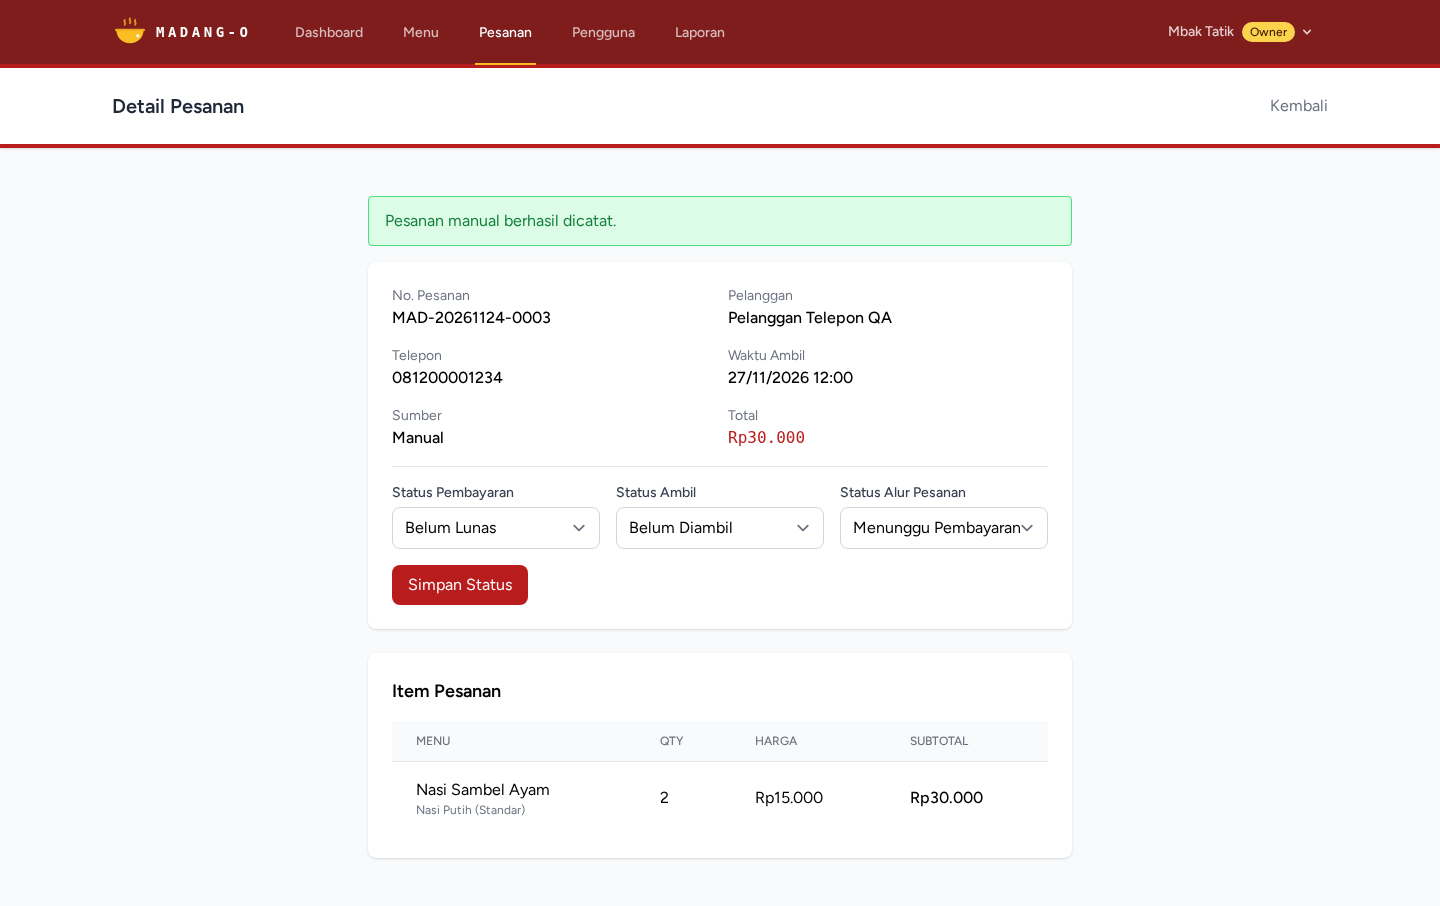 MADANG-O
Dashboard
Menu
Pesanan
Pengguna
Laporan
Mbak Tatik
Owner
Detail Pesanan
Kembali
Pesanan manual berhasil dicatat.
No. Pesanan
MAD-20261124-0003
Pelanggan
Pelanggan Telepon QA
Telepon
081200001234
Waktu Ambil
27/11/2026 12:00
Sumber
Manual
Total
Rp30.000
Status Pembayaran
Belum Lunas
Status Ambil
Belum Diambil
Status Alur Pesanan
Menunggu Pembayaran
Simpan Status
Item Pesanan
MENU QTY HARGA SUBTOTAL
Nasi Sambel Ayam 2 Rp15.000 Rp30.000
Nasi Putih (Standar)